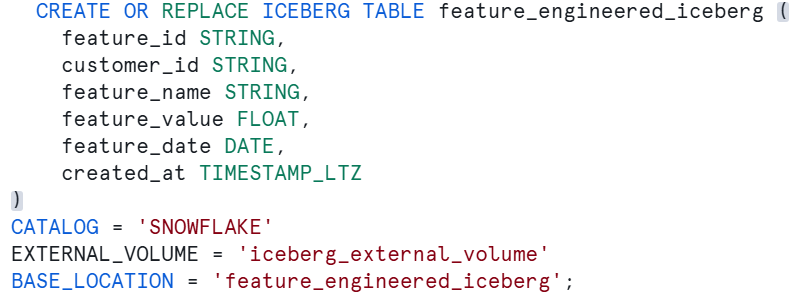 CREATE OR REPLACE ICEBERG TABLE feature_engineered_iceberg (
feature_id STRING,
customer_id STRING,
feature_name STRING,
feature_value FLOAT,
feature_date DATE,
created_at TIMESTAMP_LTZ
)
CATALOG = 'SNOWFLAKE'
EXTERNAL_VOLUME = 'iceberg_external_volume'
BASE_LOCATION = 'feature_engineered_iceberg';